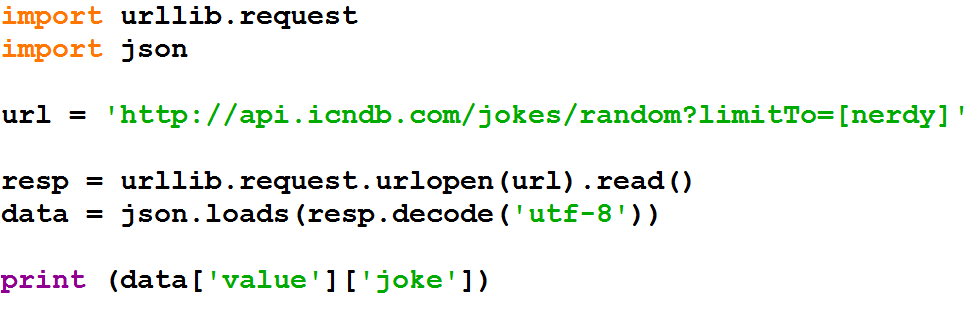 import urllib.request
import json
url = 'http://api.icndb.com/jokes/random?limitTo=[nerdy]'
resp = urllib.request.urlopen(url).read()
data = json.loads(resp.decode('utf-8'))
print (data['value']['joke'])